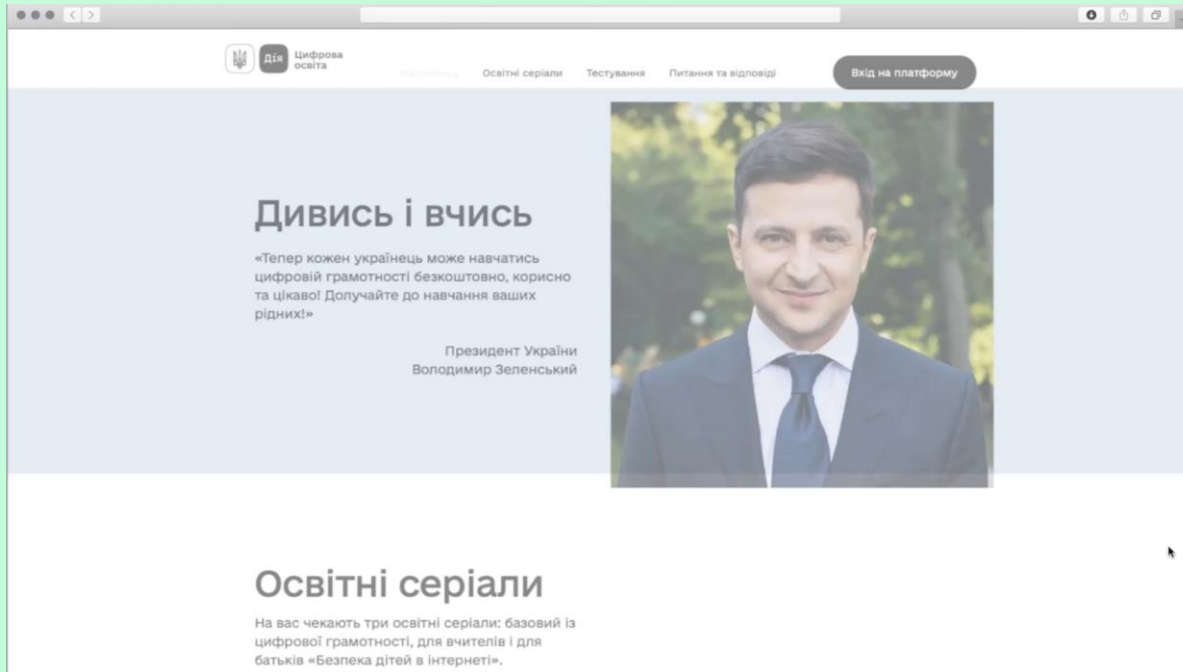 Дія
Цифрова
освіта
Освітні серіали
Тестування
Питання та відповіді
Вхід на платформу
Дивись і вчись
«Тепер кожен українець може навчатись
цифровій грамотності безкоштовно, корисно
та цікаво! Долучайте до навчання ваших
рідних!»
Президент України
Володимир Зеленський
Освітні серіали
На вас чекають три освітні серіали: базовий із
цифрової грамотності, для вчителів і для
батьків «Безпека дітей в інтернеті».